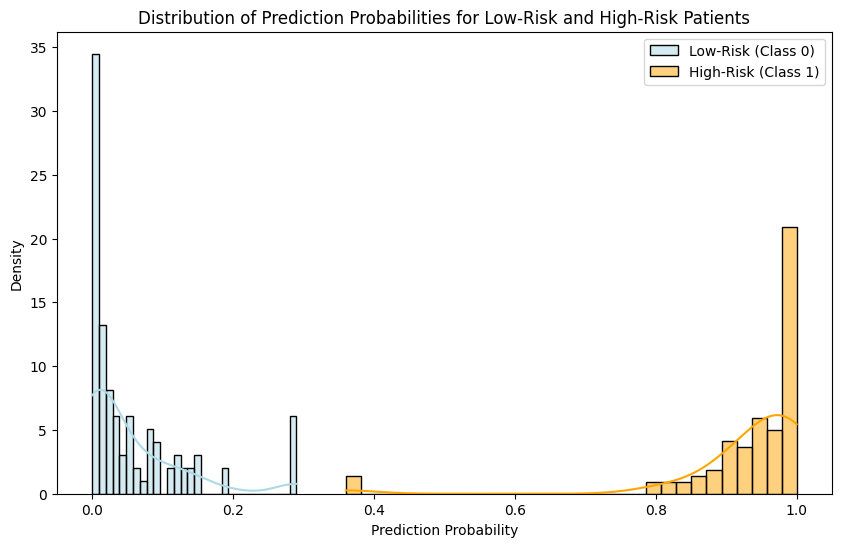 Distribution of Prediction Probabilities for Low-Risk and High-Risk Patients
Low-Risk (Class 0)
High-Risk (Class 1)
Density
35
30
25
20
15
10
5
0
0.0 0.2 0.4 0.6 0.8 1.0
Prediction Probability